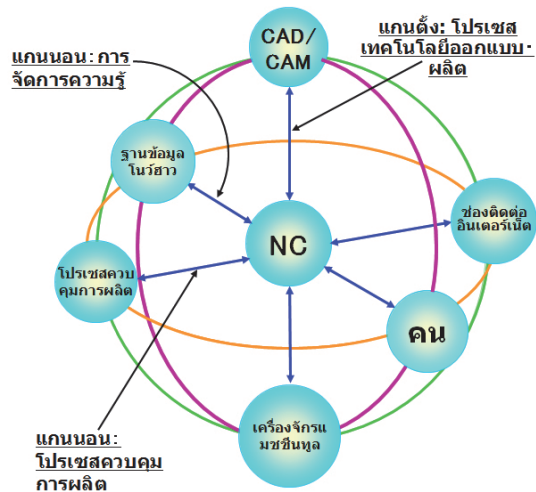 CAD/
CAM
แกนตั้ง: โปรเซส
เทคโนโลยีออกแบบ-
ผลิต
แกนนอน: การ
จัดการความรู้
ฐานข้อมูล
โนว์ฮาว
ช่องติดต่อ
อินเตอร์เน็ต
NC
โปรเซสควบ
คุมการผลิต
คน
เครื่องจักรแ
มชชีนทูล
แกนนอน:
โปรเซสควบคุม
การผลิต